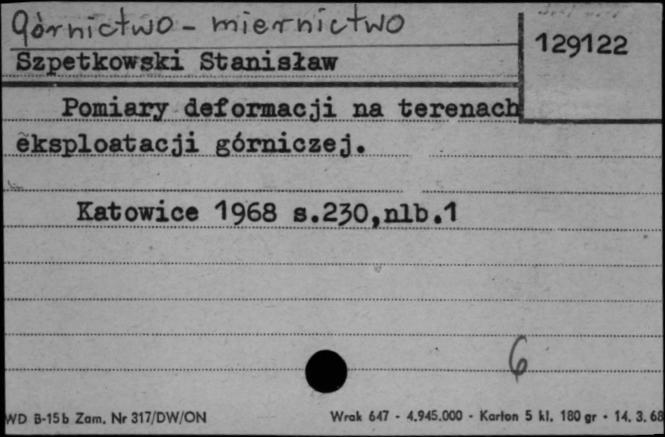 górnictwo - miernictwo
129122
Szpetkowski Stanisław
Pomiary deformacji na terenach
eksploatacji górniczej.
Katowice 1968 s.230,nlb.1
6
WD B-15b Zam. Nr 317/DW/ON
Wrak 647 - 4.945.000 - Karton 5 kl. 180 gr - 14. 3. 68